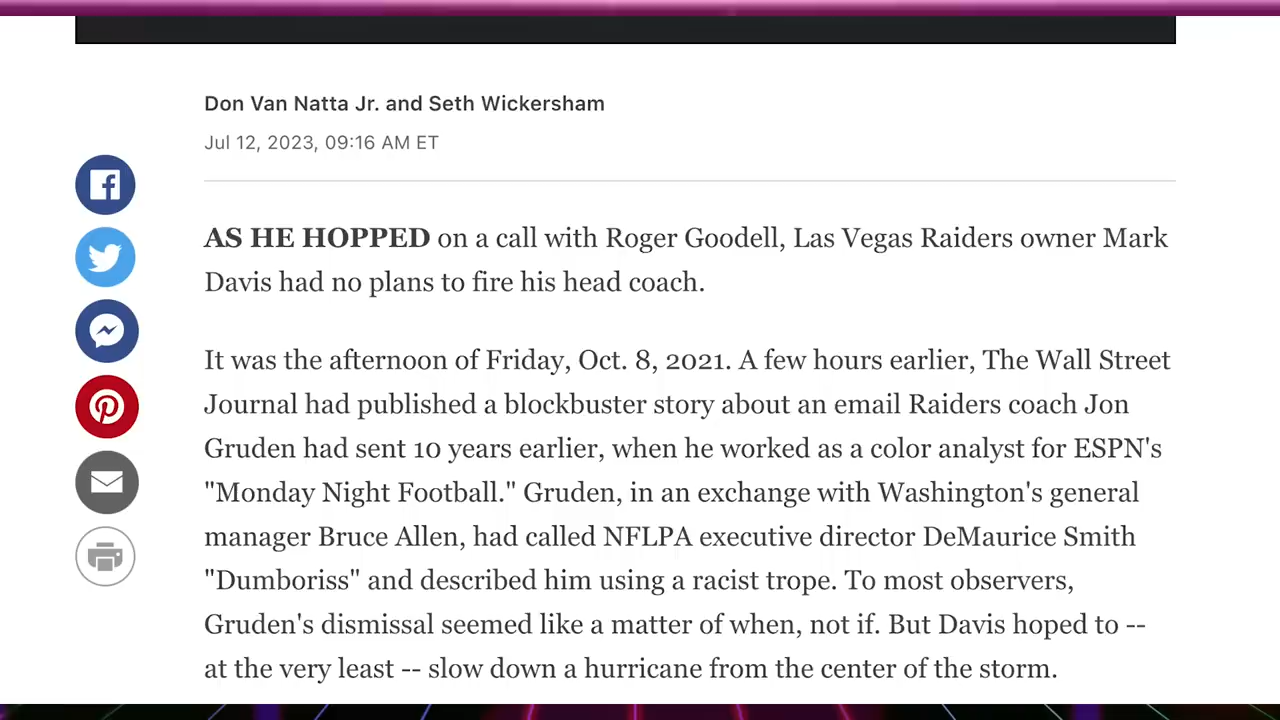 Don Van Natta Jr. and Seth Wickersham
Jul 12, 2023, 09:16 AM ET
AS HE HOPPED on a call with Roger Goodell, Las Vegas Raiders owner Mark
Davis had no plans to fire his head coach.
It was the afternoon of Friday, Oct. 8, 2021. A few hours earlier, The Wall Street
Journal had published a blockbuster story about an email Raiders coach Jon
Gruden had sent 10 years earlier, when he worked as a color analyst for ESPN's
"Monday Night Football." Gruden, in an exchange with Washington's general
manager Bruce Allen, had called NFLPA executive director DeMaurice Smith
"Dumboriss" and described him using a racist trope. To most observers,
Gruden's dismissal seemed like a matter of when, not if. But Davis hoped to --
at the very least -- slow down a hurricane from the center of the storm.